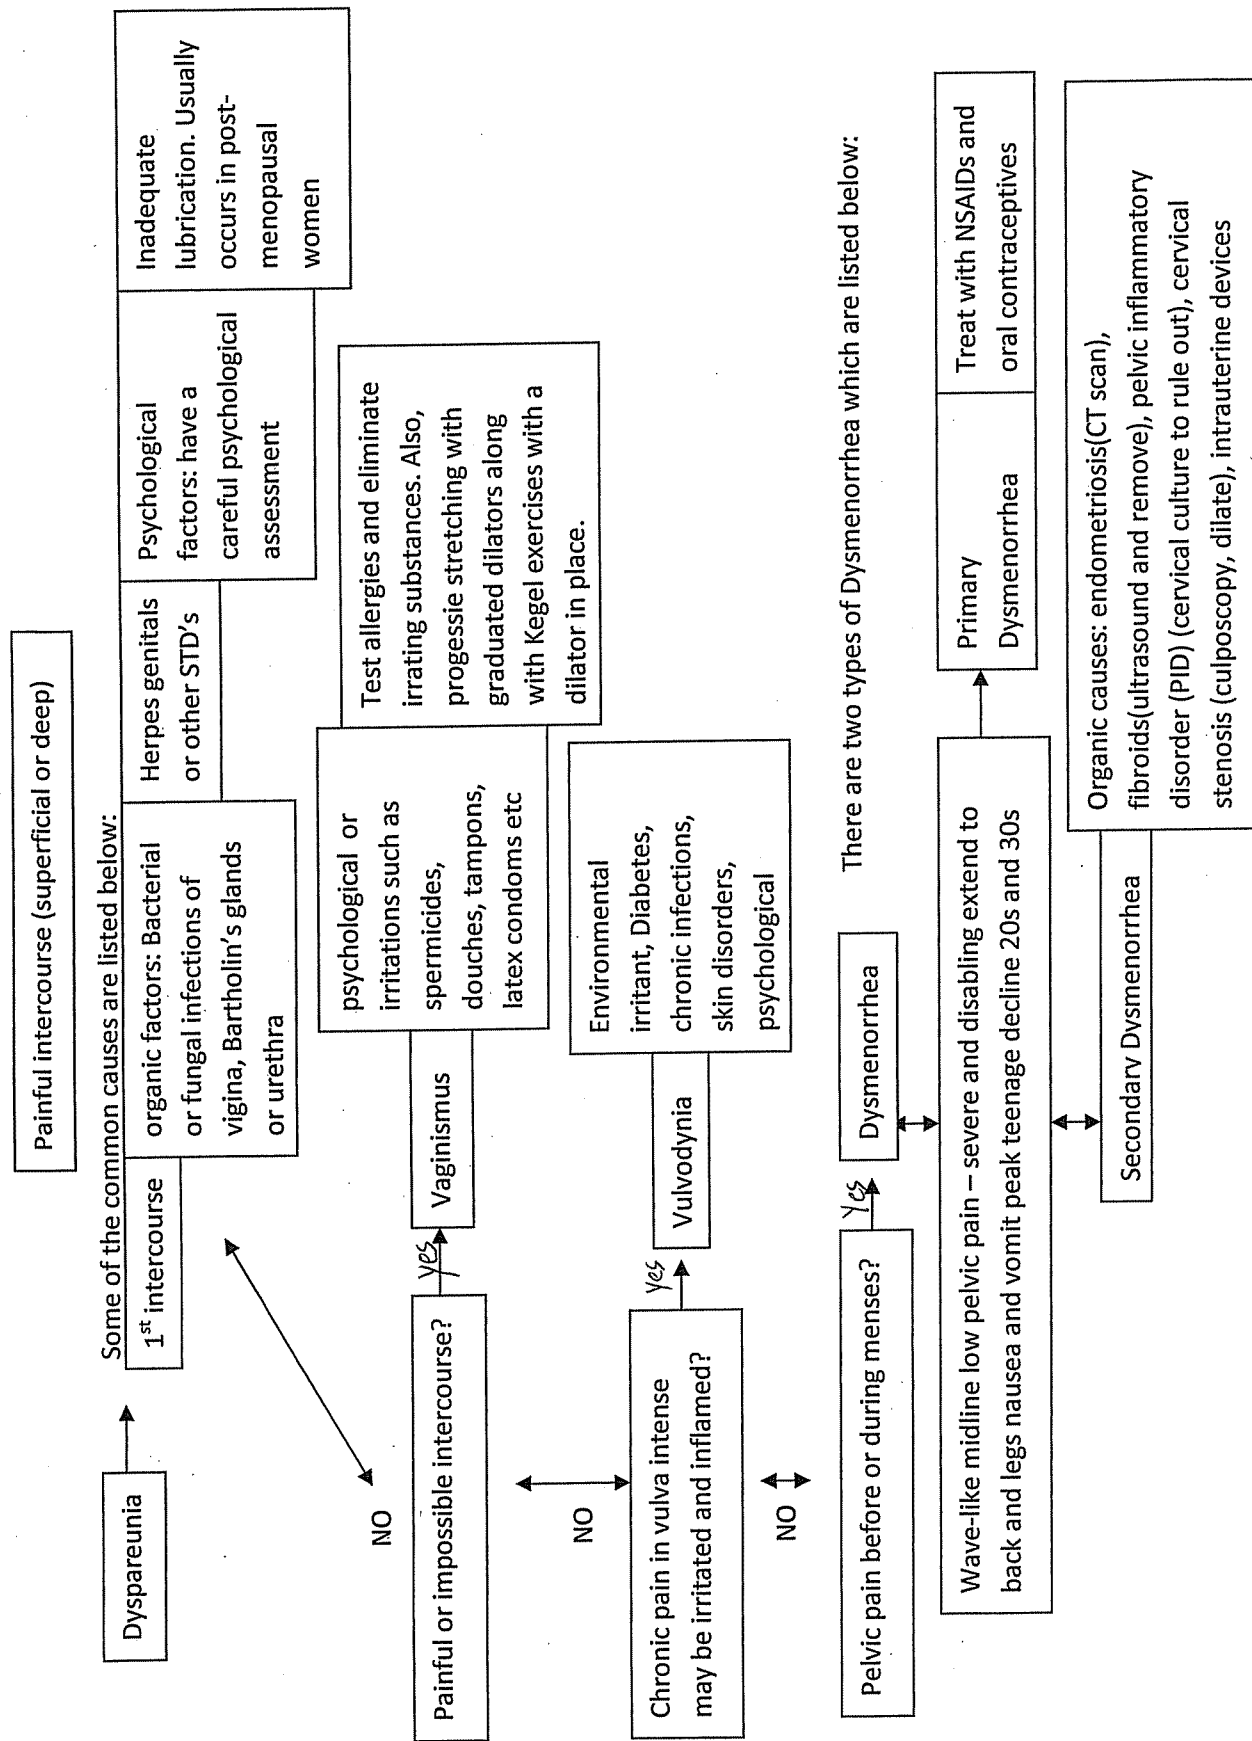 Painful intercourse (superficial or deep)
Dyspareunia
Some of the common causes are listed below:
1st intercourse
organic factors: Bacterial
or fungal infections of
vigina, Bartholin's glands
or urethra
Herpes genitals
or other STD's
Psychological
factors: have a
careful psychological
assessment
Inadequate
lubrication. Usually
occurs in post-
menopausal
women
NO
Painful or impossible intercourse?
yes
Vaginismus
psychological or
irritations such as
spermicides,
douches, tampons,
latex condoms etc
Test allergies and eliminate
irrating substances. Also,
progessie stretching with
graduated dilators along
with Kegel exercises with a
dilator in place.
NO
Chronic pain in vulva intense
may be irritated and inflamed?
yes
Vulvodynia
Environmental
irritant, Diabetes,
chronic infections,
skin disorders,
psychological
NO
Pelvic pain before or during menses?
Yes
Dysmenorrhea
There are two types of Dysmenorrhea which are listed below:
Wave-like midline low pelvic pain – severe and disabling extend to
back and legs nausea and vomit peak teenage decline 20s and 30s
Primary
Dysmenorrhea
Treat with NSAIDs and
oral contraceptives
Secondary Dysmenorrhea
Organic causes: endometriosis(CT scan),
fibroids(ultrasound and remove), pelvic inflammatory
disorder (PID) (cervical culture to rule out), cervical
stenosis (culposcopy, dilate), intrauterine devices